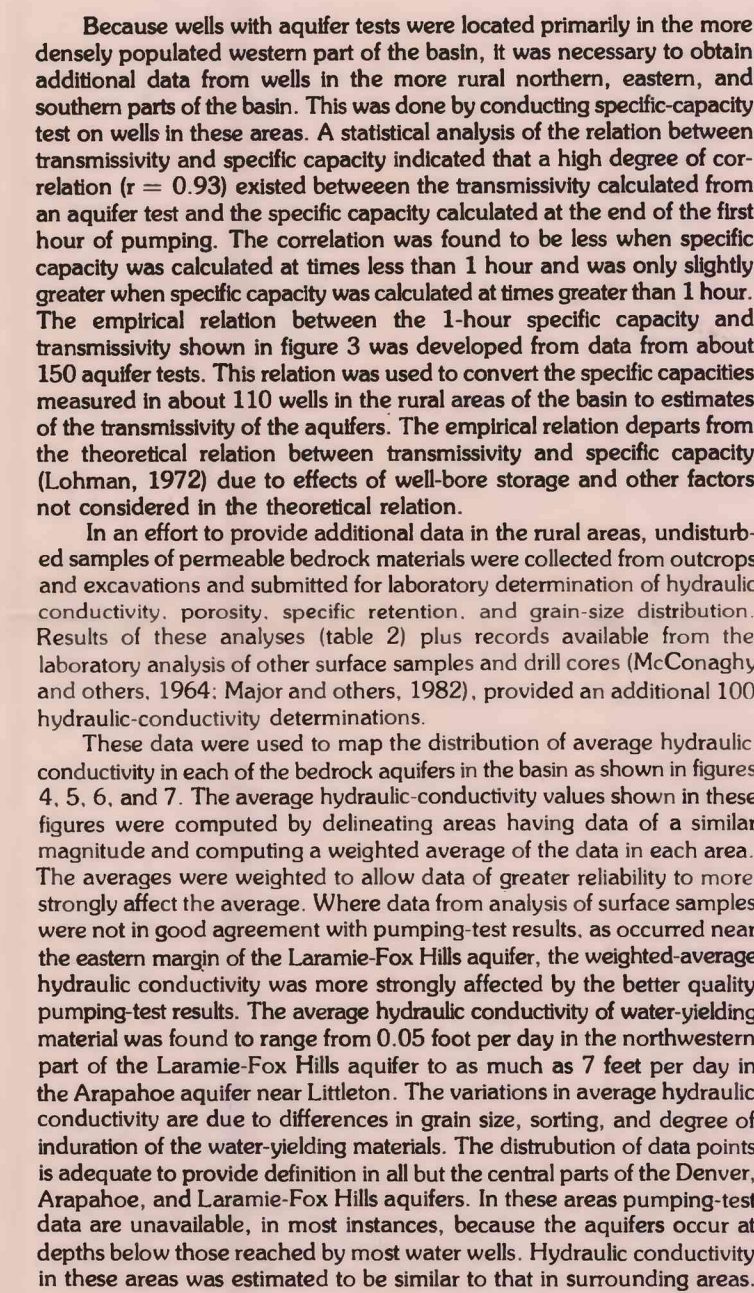 Because wells with aquifer tests were located primarily in the more
densely populated western part of the basin, it was necessary to obtain
additional data from wells in the more rural northern, eastern, and
southern parts of the basin. This was done by conducting specific-capacity
test on wells in these areas. A statistical analysis of the relation between
transmissivity and specific capacity indicated that a high degree of cor-
relation (r = 0.93) existed betweeen the transmissivity calculated from
an aquifer test and the specific capacity calculated at the end of the first
hour of pumping. The correlation was found to be less when specific
capacity was calculated at times less than 1 hour and was only slightly
greater when specific capacity was calculated at times greater than 1 hour.
The empirical relation between the 1-hour specific capacity and
transmissivity shown in figure 3 was developed from data from about
150 aquifer tests. This relation was used to convert the specific capacities
measured in about 110 wells in the rural areas of the basin to estimates
of the transmissivity of the aquifers. The empirical relation departs from
the theoretical relation between transmissivity and specific capacity
(Lohman, 1972) due to effects of well-bore storage and other factors
not considered in the theoretical relation.
In an effort to provide additional data in the rural areas, undisturb-
ed samples of permeable bedrock materials were collected from outcrops
and excavations and submitted for laboratory determination of hydraulic
conductivity, porosity, specific retention, and grain-size distribution.
Results of these analyses (table 2) plus records available from the
laboratory analysis of other surface samples and drill cores (McConaghy
and others, 1964; Major and others, 1982), provided an additional 100
hydraulic-conductivity determinations.
These data were used to map the distribution of average hydraulic
conductivity in each of the bedrock aquifers in the basin as shown in figures
4, 5, 6, and 7. The average hydraulic-conductivity values shown in these
figures were computed by delineating areas having data of a similar
magnitude and computing a weighted average of the data in each area.
The averages were weighted to allow data of greater reliability to more
strongly affect the average. Where data from analysis of surface samples
were not in good agreement with pumping-test results, as occurred near
the eastern margin of the Laramie-Fox Hills aquifer, the weighted-average
hydraulic conductivity was more strongly affected by the better quality
pumping-test results. The average hydraulic conductivity of water-yielding
material was found to range from 0.05 foot per day in the northwestern
part of the Laramie-Fox Hills aquifer to as much as 7 feet per day in
the Arapahoe aquifer near Littleton. The variations in average hydraulic
conductivity are due to differences in grain size, sorting, and degree of
induration of the water-yielding materials. The distrubution of data points
is adequate to provide definition in all but the central parts of the Denver,
Arapahoe, and Laramie-Fox Hills aquifers. In these areas pumping-test
data are unavailable, in most instances, because the aquifers occur at
depths below those reached by most water wells. Hydraulic conductivity
in these areas was estimated to be similar to that in surrounding areas.